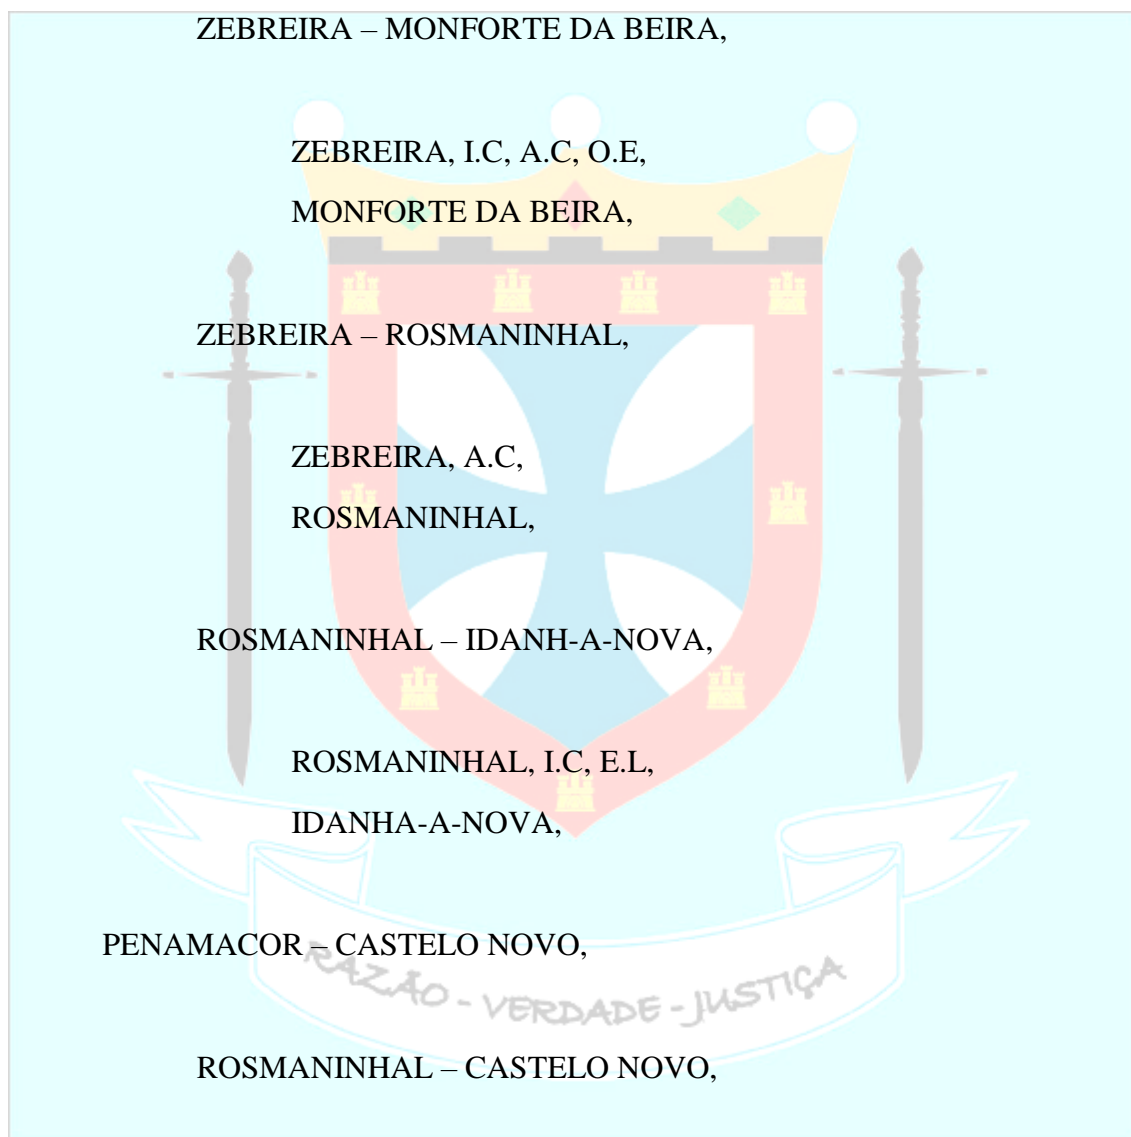 ZEBREIRA – MONFORTE DA BEIRA,
ZEBREIRA, I.C, A.C, O.E,
MONFORTE DA BEIRA,
ZEBREIRA – ROSMANINHAL,
ZEBREIRA, A.C,
ROSMANINHAL,
ROSMANINHAL – IDANH-A-NOVA,
ROSMANINHAL, I.C, E.L,
IDANHA-A-NOVA,
PENAMACOR – CASTELO NOVO,
RAZÃO - VERDADE - JUSTIÇA
ROSMANINHAL – CASTELO NOVO,